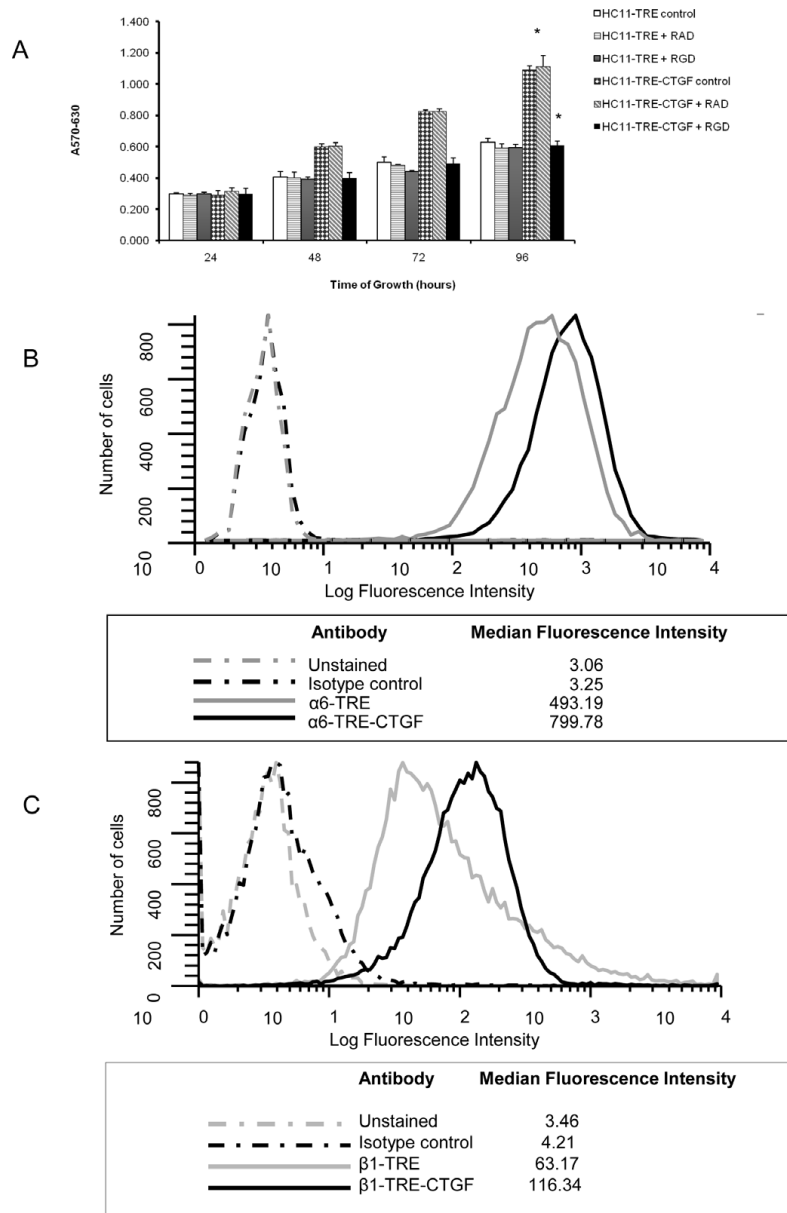 A
1.400
1.200
1.000
0.800
0.600
0.400
0.200
0.000
A570-630
24 48 72 96
Time of Growth (hours)
* *
HC11-TRE control
HC11-TRE + RAD
HC11-TRE + RGD
HC11-TRE-CTGF control
HC11-TRE-CTGF + RAD
HC11-TRE-CTGF + RGD
B
Number of cells
800
600
400
200
0
10 0 10 1 10 2 10 3 10 4
Log Fluorescence Intensity
Antibody Median Fluorescence Intensity
Unstained 3.06
Isotype control 3.25
α6-TRE 493.19
α6-TRE-CTGF 799.78
C
Number of cells
800
600
400
200
0
10 0 10 1 10 2 10 3 10 4
Log Fluorescence Intensity
Antibody Median Fluorescence Intensity
Unstained 3.46
Isotype control 4.21
β1-TRE 63.17
β1-TRE-CTGF 116.34